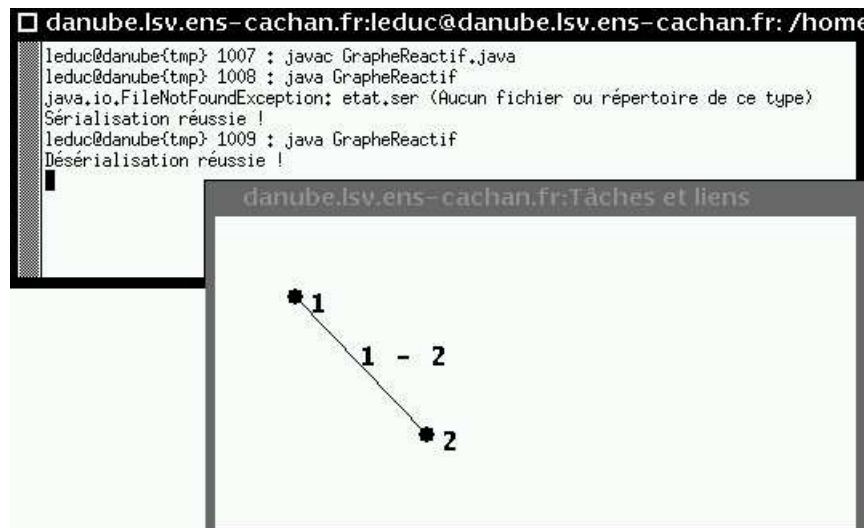 danube.lsv.ens-cachan.fr:leduc@danube.lsv.ens-cachan.fr: /home
leduc@danube{tmp} 1007 : javac GrapheReactif.java
leduc@danube{tmp} 1008 : java GrapheReactif
java.io.FileNotFoundException: etat.ser (Aucun fichier ou répertoire de ce type)
Sérialisation réussie !
leduc@danube{tmp} 1009 : java GrapheReactif
Désérialisation réussie !
danube.lsv.ens-cachan.fr:Tâches et liens
1
1 - 2
2